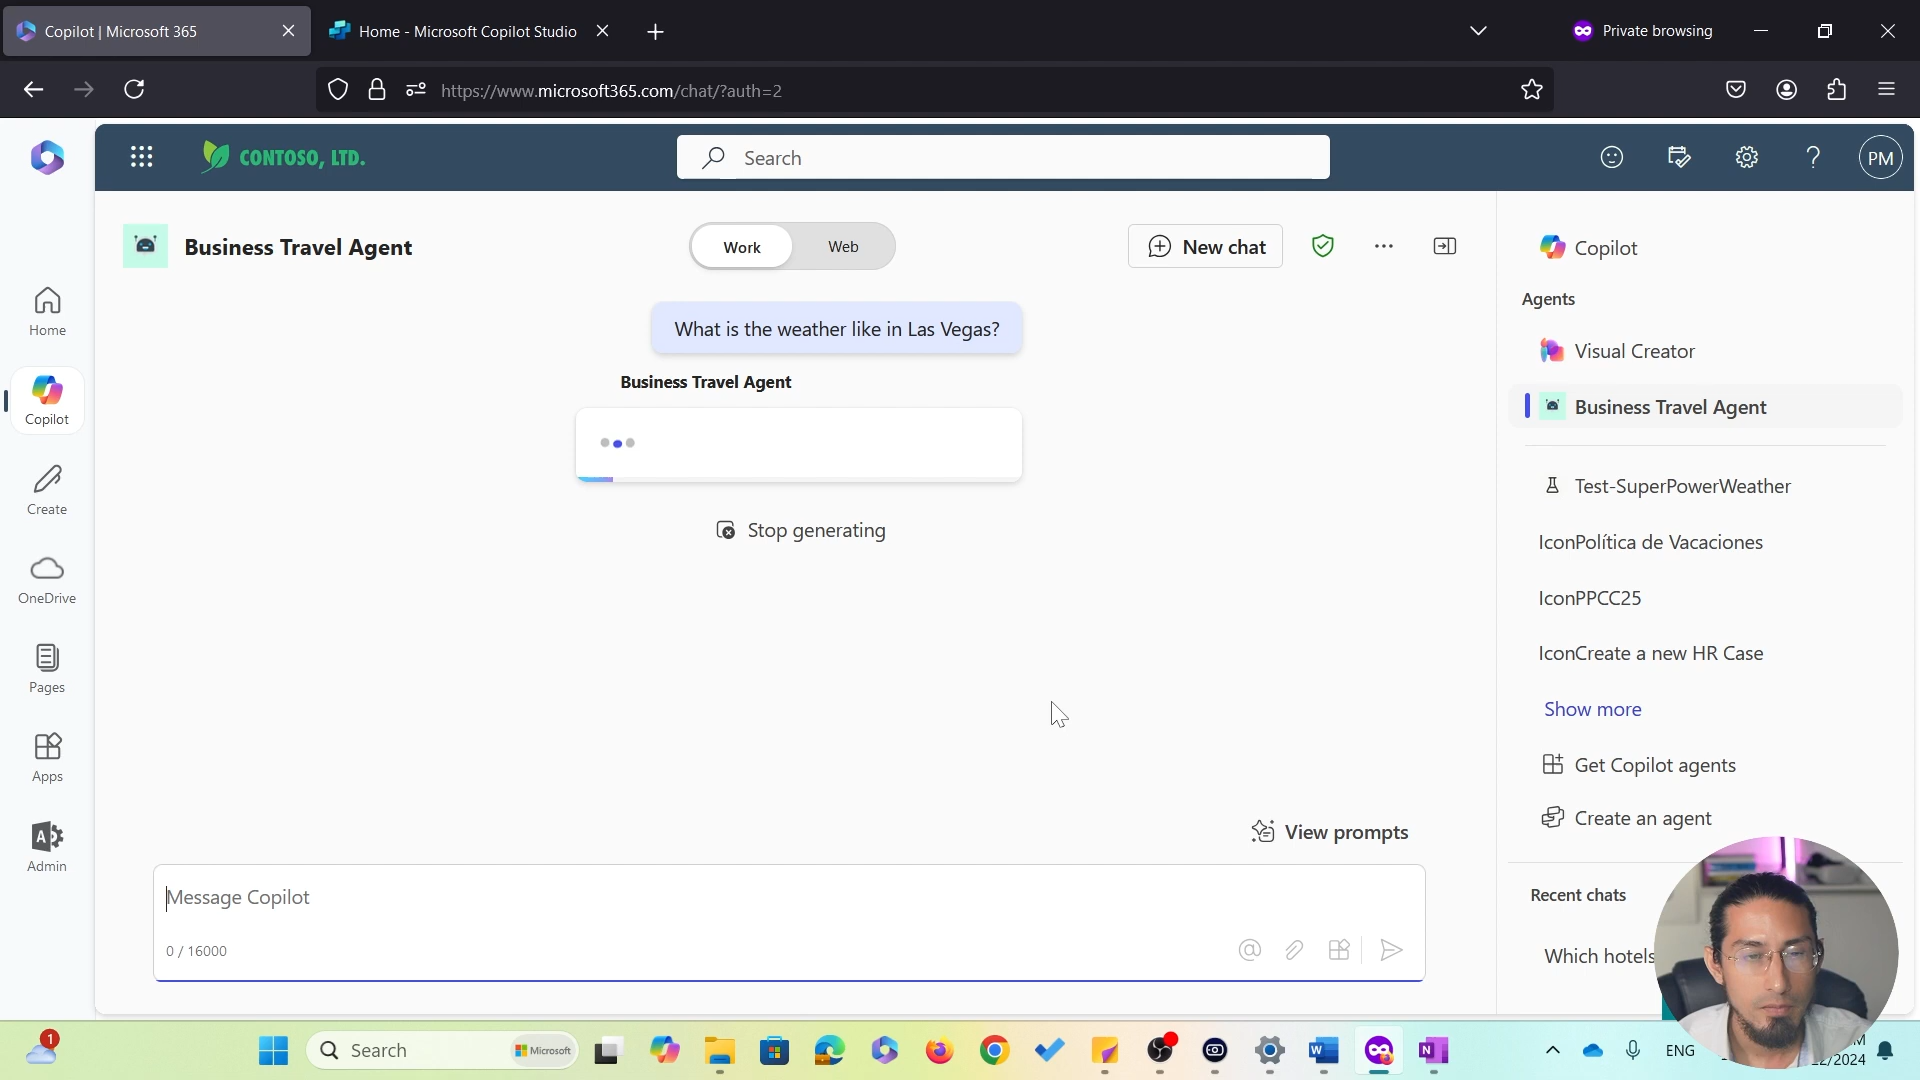 Copilot | Microsoft 365
Home - Microsoft Copilot Studio
Private browsing
https://www.microsoft365.com/chat/?auth=2
CONTOSO, LTD.
Search
PM
Business Travel Agent
Work
Web
New chat
Copilot
Agents
Visual Creator
Business Travel Agent
Test-SuperPowerWeather
IconPolítica de Vacaciones
IconPPCC25
IconCreate a new HR Case
Show more
Get Copilot agents
Create an agent
Recent chats
Which hotels
Home
Copilot
Create
OneDrive
Pages
Apps
Admin
What is the weather like in Las Vegas?
Business Travel Agent
Stop generating
View prompts
Message Copilot
0 / 16000
1
Search
Microsoft
ENG
M
2/2024